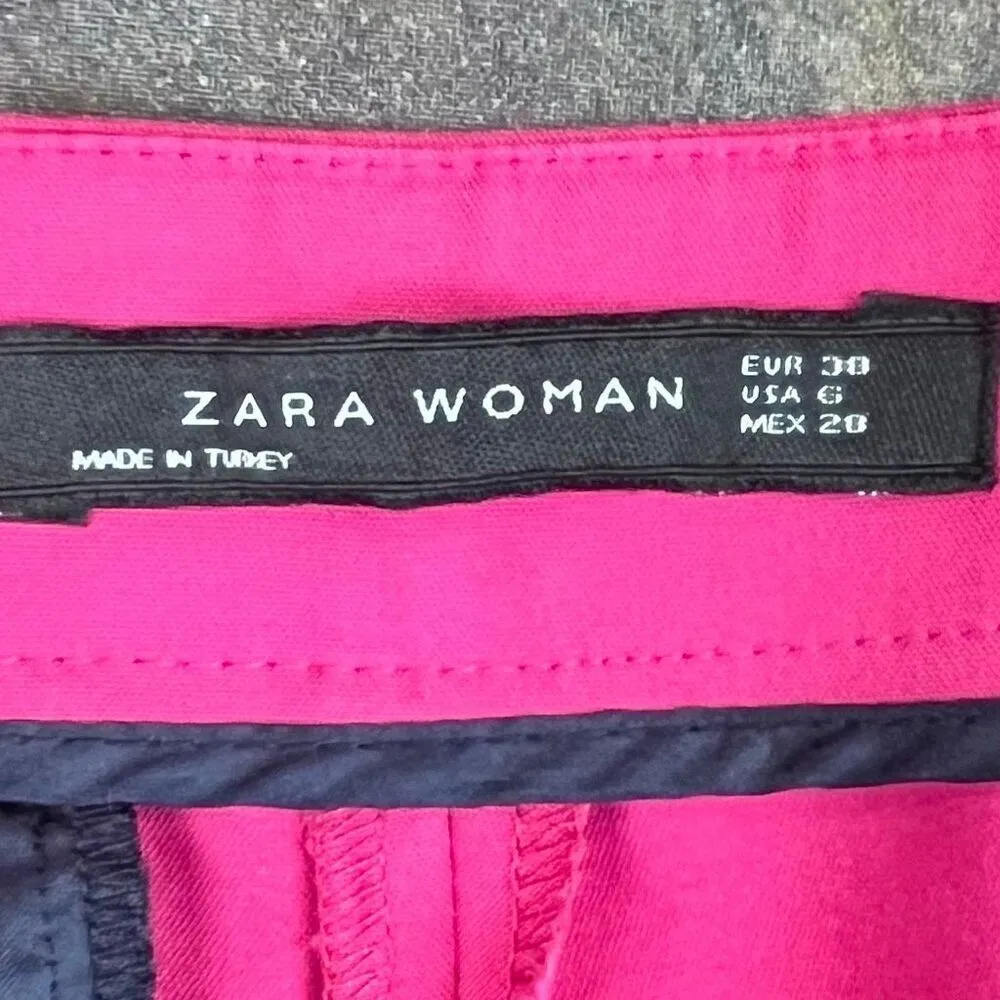 ZARA WOMAN
MADE IN TURKEY
EUR 38
USA 6
MEX 28